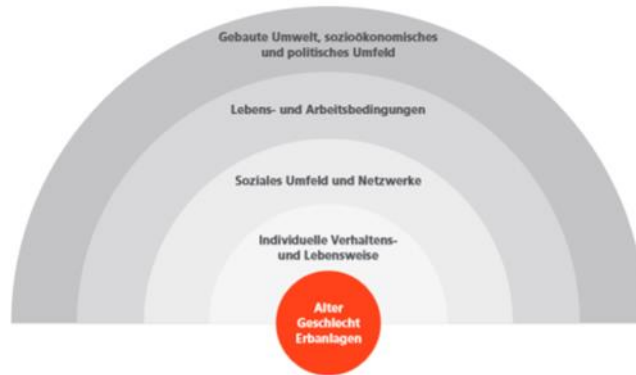 Gebaute Umwelt, sozioökonomisches
und politisches Umfeld
Lebens- und Arbeitsbedingungen
Soziales Umfeld und Netzwerke
Individuelle Verhaltens-
und Lebensweise
Alter
Geschlecht
Erbanlagen